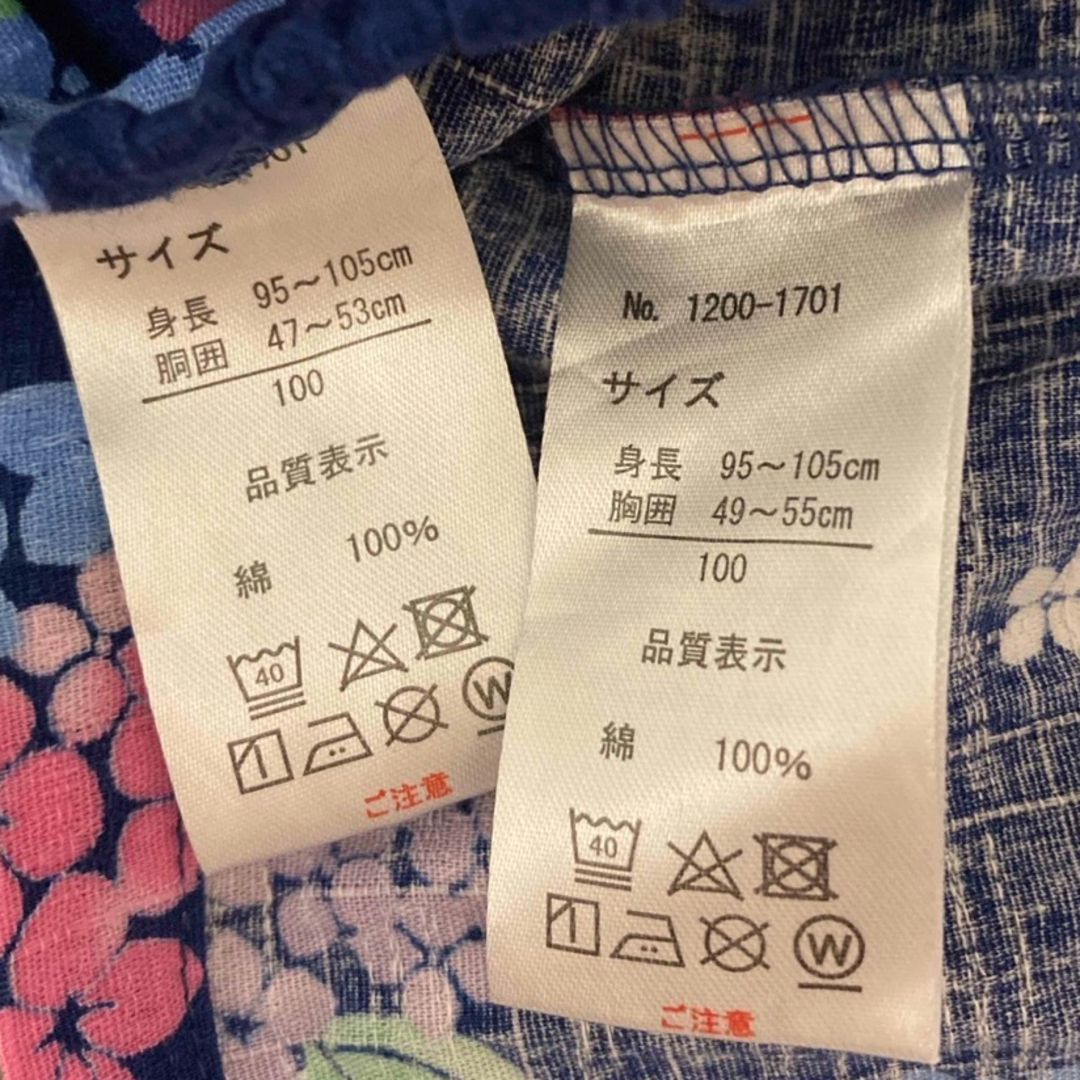 サイズ
身長 95～105cm
胴囲 47～53cm
100
品質表示
綿 100%
40
W
ご注意
No. 1200-1701
サイズ
身長 95～105cm
胸囲 49～55cm
100
品質表示
綿 100%
40
W
ご注意